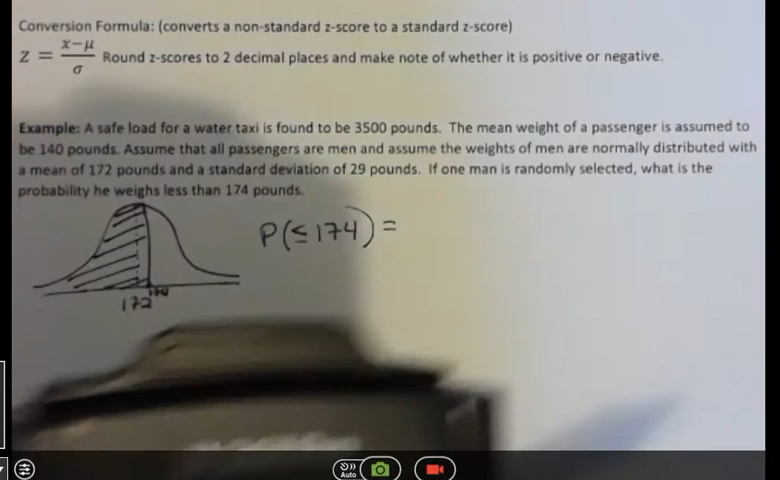 Conversion Formula: (converts a non-standard z-score to a standard z-score)
z = x-μ/σ Round z-scores to 2 decimal places and make note of whether it is positive or negative.
Example: A safe load for a water taxi is found to be 3500 pounds. The mean weight of a passenger is assumed to
be 140 pounds. Assume that all passengers are men and assume the weights of men are normally distributed with
a mean of 172 pounds and a standard deviation of 29 pounds. If one man is randomly selected, what is the
probability he weighs less than 174 pounds.
P(≤174) =
174
172
Auto